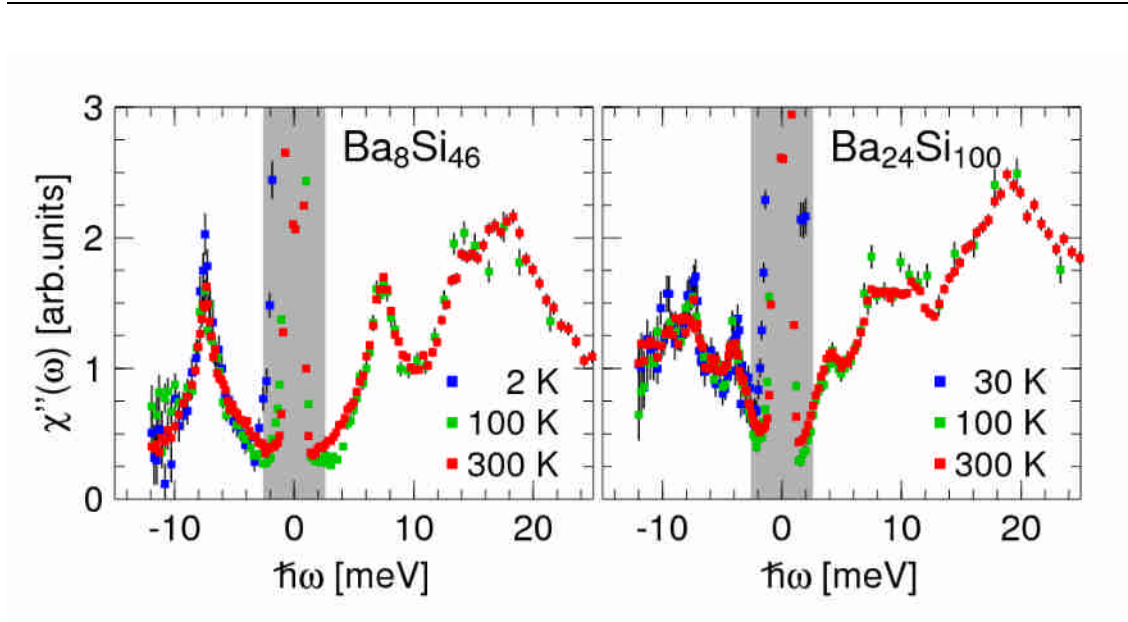 χ’’(ω) [arb.units]
3
2
1
0
Ba₈Si₄₆
2 K
100 K
300 K
-10 0 10 20
ħω [meV]
Ba₂₄Si₁₀₀
30 K
100 K
300 K
-10 0 10 20
ħω [meV]